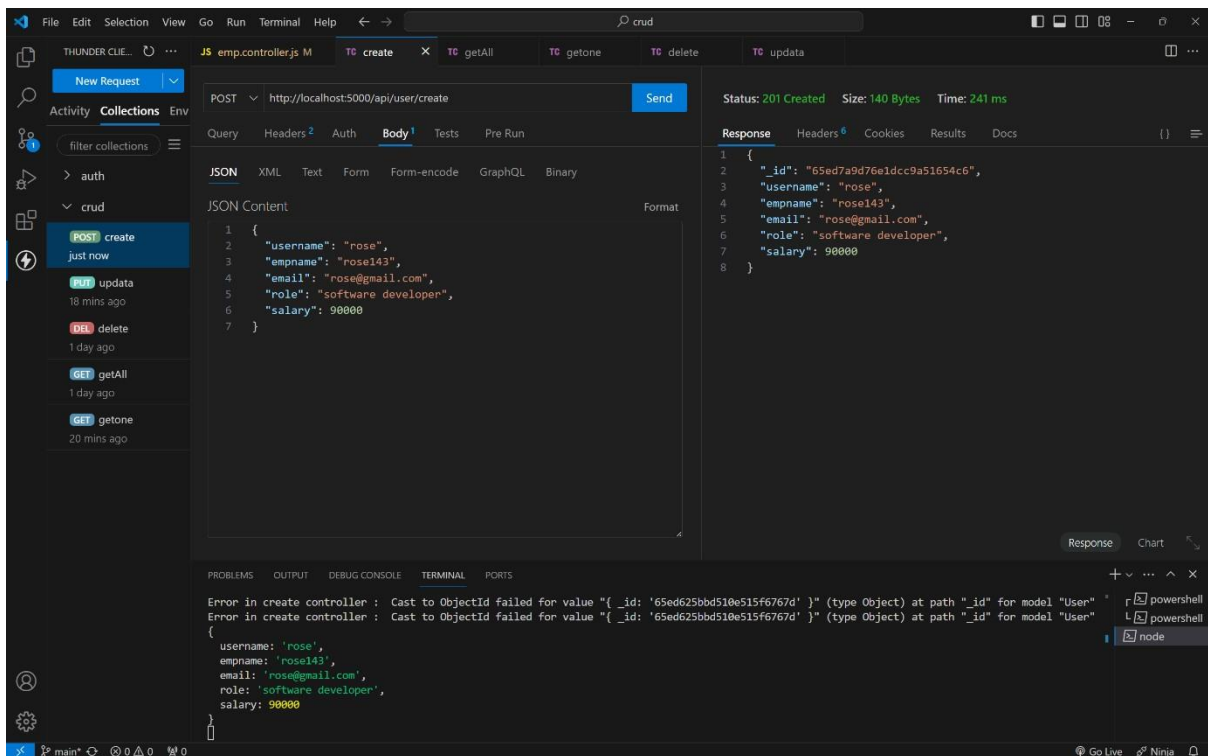 File Edit Selection View Go Run Terminal Help
crud
THUNDER CLIE...
New Request
Activity Collections Env
filter collections
auth
crud
POST create
just now
PUT updata
18 mins ago
DEL delete
1 day ago
GET getAll
1 day ago
GET getone
20 mins ago
JS emp.controller.js M
TC create
TC getAll
TC getone
TC delete
TC updata
POST http://localhost:5000/api/user/create
Send
Query Headers 2 Auth Body 1 Tests Pre Run
JSON XML Text Form Form-encode GraphQL Binary
JSON Content
Format
1 {
2 "username": "rose",
3 "empname": "rose143",
4 "email": "rose@gmail.com",
5 "role": "software developer",
6 "salary": 90000
7 }
Status: 201 Created Size: 140 Bytes Time: 241 ms
Response Headers 6 Cookies Results Docs
{}
1 {
2 "_id": "65ed7a9d76e1dcc9a51654c6",
3 "username": "rose",
4 "empname": "rose143",
5 "email": "rose@gmail.com",
6 "role": "software developer",
7 "salary": 90000
8 }
Response Chart
PROBLEMS OUTPUT DEBUG CONSOLE TERMINAL PORTS
Error in create controller : Cast to ObjectId failed for value "{ _id: '65ed625bbd510e515f6767d' }" (type Object) at path "_id" for model "User"
Error in create controller : Cast to ObjectId failed for value "{ _id: '65ed625bbd510e515f6767d' }" (type Object) at path "_id" for model "User"
{
username: 'rose',
empname: 'rose143',
email: 'rose@gmail.com',
role: 'software developer',
salary: 90000
}
powershell
powershell
node
1
main* 0 0 0
Go Live Ninja